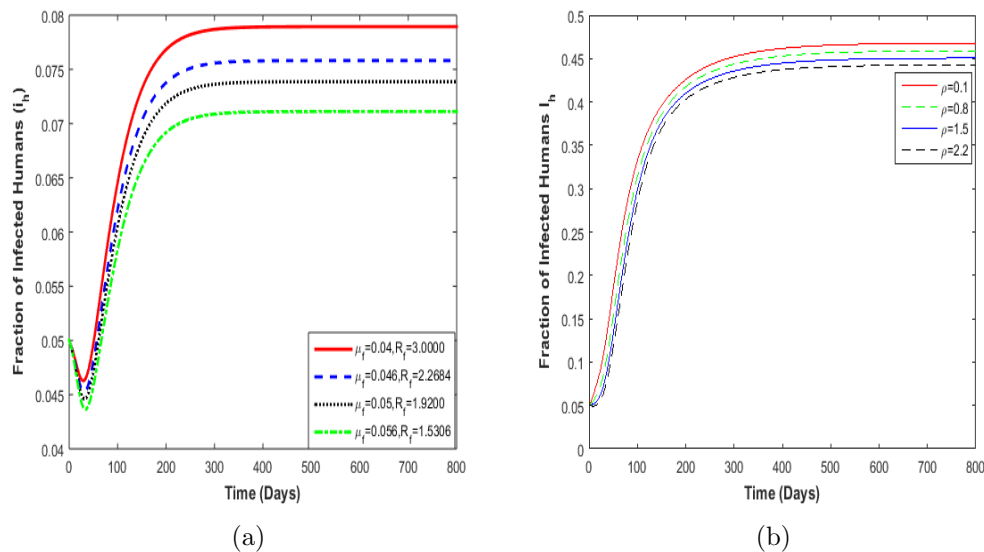 0.08
0.075
0.07
0.065
0.06
0.055
0.05
0.045
0.04
Fraction of Infected Humans (i_h)
0 100 200 300 400 500 600 700 800
Time (Days)
μ_f=0.04,R_f=3.0000
μ_f=0.046,R_f=2.2684
μ_f=0.05,R_f=1.9200
μ_f=0.056,R_f=1.5306
(a)
0.5
0.45
0.4
0.35
0.3
0.25
0.2
0.15
0.1
0.05
0
Fraction of Infected Humans I_h
0 100 200 300 400 500 600 700 800
Time (Days)
ρ=0.1
ρ=0.8
ρ=1.5
ρ=2.2
(b)